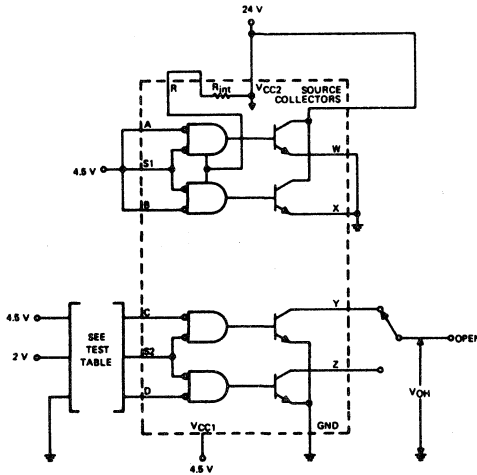 24 V
R
Rint
VCC2
SOURCE
COLLECTORS
A
W
4.5 V
S1
B
X
4.5 V
C
Y
2 V
SEE
TEST
TABLE
S2
OPEN
D
Z
VOH
VCC1
GND
4.5 V